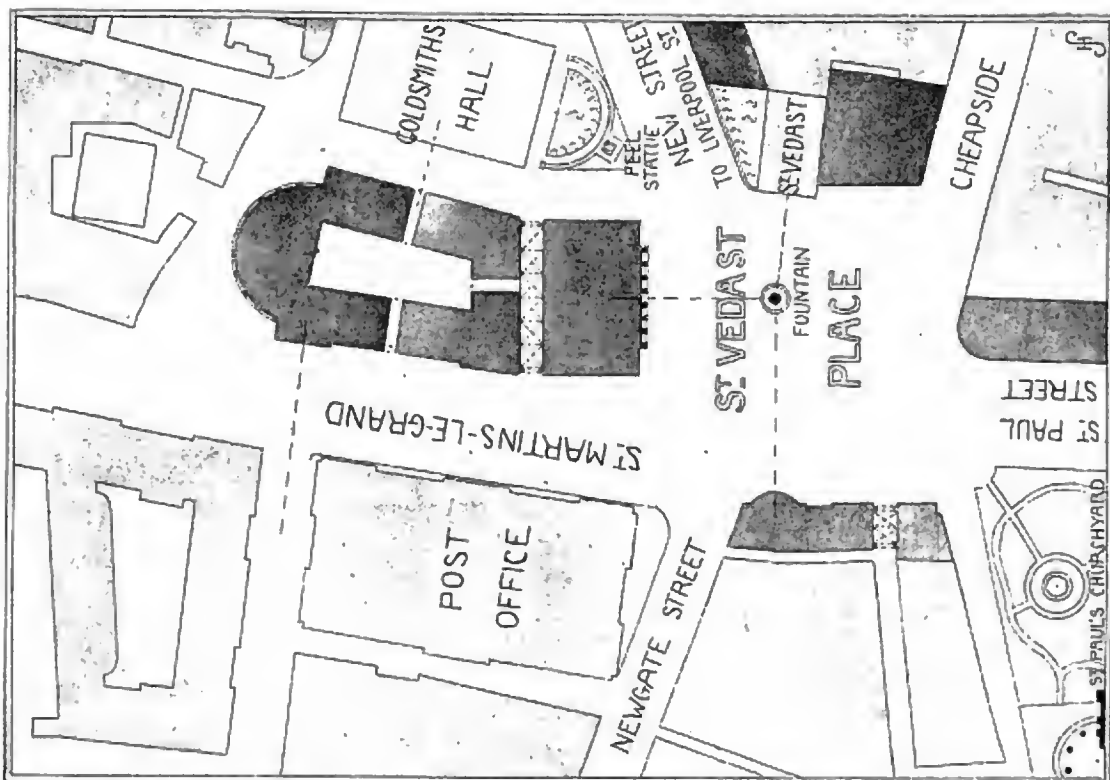 GOLDSMITHS
HALL
PEEL
STATUE
NEW STREET
TO LIVERPOOL ST.
ST VEDAST
CHEAPSIDE
ST VEDAST
PLACE
FOUNTAIN
ST MARTINS-LE-GRAND
POST
OFFICE
NEWGATE STREET
ST PAUL
STREET
ST PAUL'S CHURCHYARD